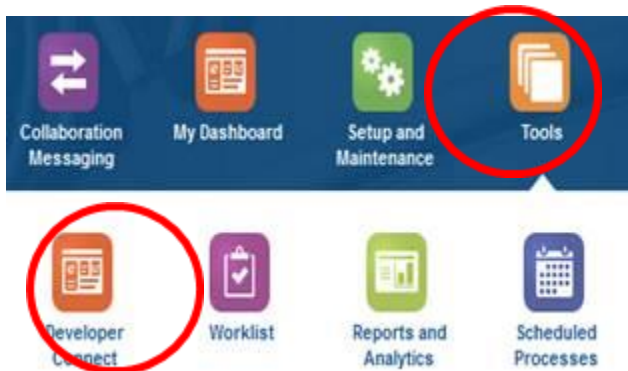 Collaboration
Messaging
My Dashboard
Setup and
Maintenance
Tools
Developer
Connect
Worklist
Reports and
Analytics
Scheduled
Processes